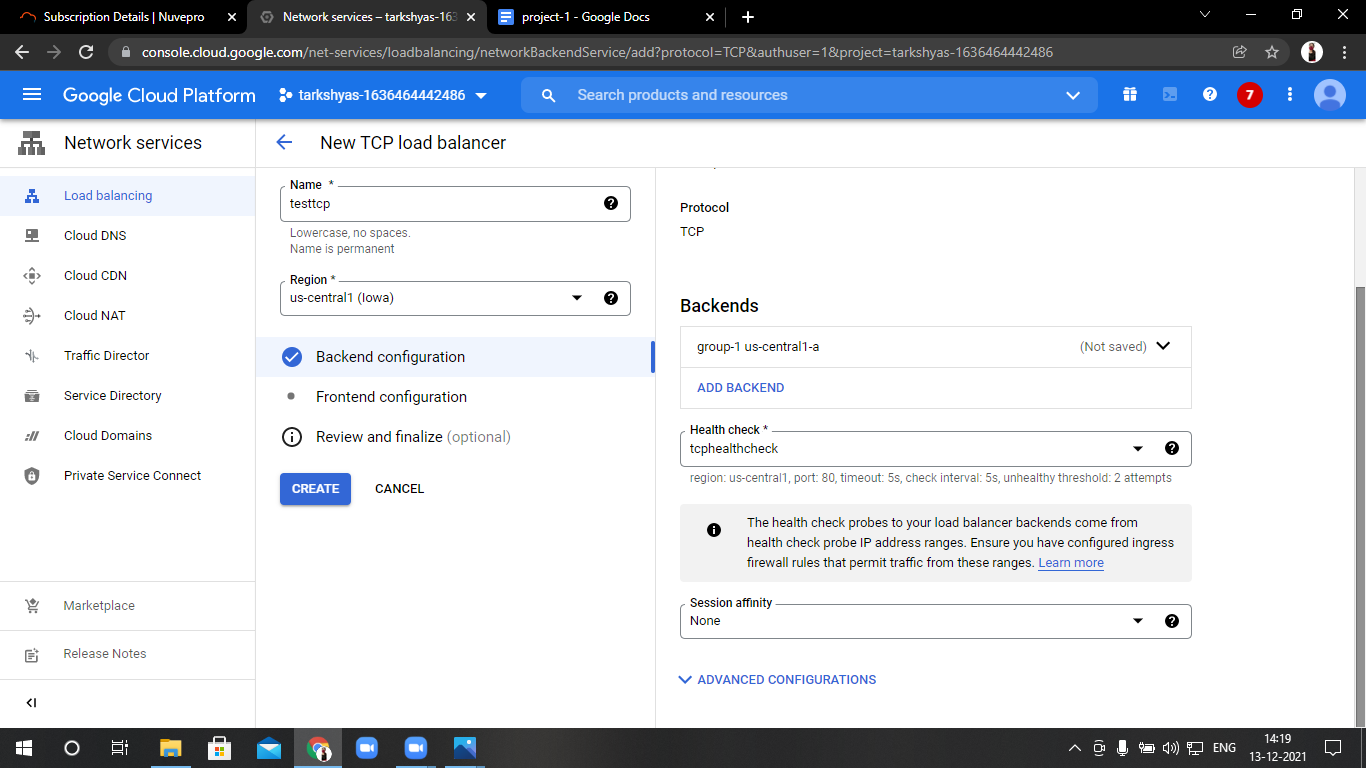 Subscription Details | Nuvepro
Network services – tarkshyas-163
project-1 - Google Docs
console.cloud.google.com/net-services/loadbalancing/networkBackendService/add?protocol=TCP&authuser=1&project=tarkshyas-1636464442486
Google Cloud Platform
tarkshyas-1636464442486
Search products and resources
7
Network services
New TCP load balancer
Load balancing
Cloud DNS
Cloud CDN
Cloud NAT
Traffic Director
Service Directory
Cloud Domains
Private Service Connect
Marketplace
Release Notes
Name *
testtcp
Lowercase, no spaces.
Name is permanent
Region *
us-central1 (Iowa)
Backend configuration
Frontend configuration
Review and finalize (optional)
CREATE
CANCEL
Protocol
TCP
Backends
group-1 us-central1-a
(Not saved)
ADD BACKEND
Health check *
tcphealthcheck
region: us-central1, port: 80, timeout: 5s, check interval: 5s, unhealthy threshold: 2 attempts
The health check probes to your load balancer backends come from
health check probe IP address ranges. Ensure you have configured ingress
firewall rules that permit traffic from these ranges. Learn more
Session affinity
None
ADVANCED CONFIGURATIONS
ENG
14:19
13-12-2021